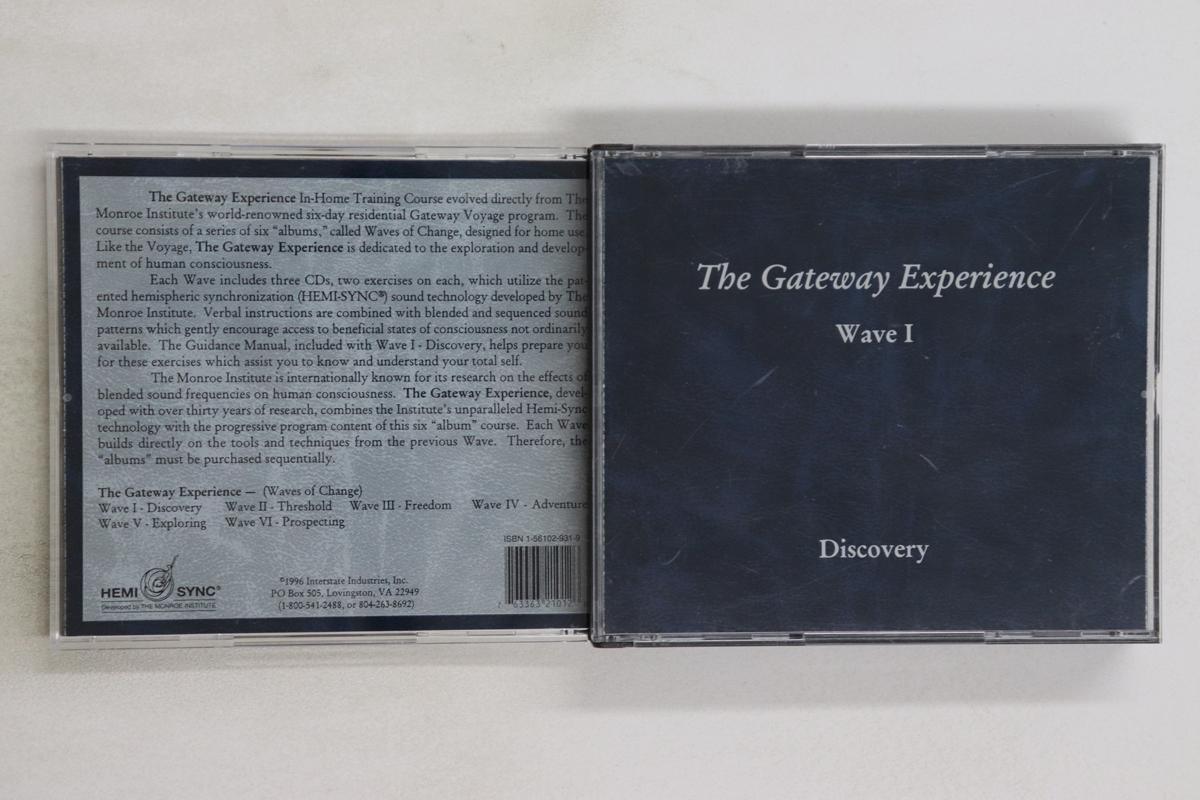 The Gateway Experience In-Home Training Course evolved directly from The
Monroe Institute's world-renowned six-day residential Gateway Voyage program. The
course consists of a series of six "albums," called Waves of Change, designed for home use.
Like the Voyage, The Gateway Experience is dedicated to the exploration and develop-
ment of human consciousness.
Each Wave includes three CDs, two exercises on each, which utilize the pat-
ented hemispheric synchronization (HEMI-SYNC®) sound technology developed by The
Monroe Institute. Verbal instructions are combined with blended and sequenced sound
patterns which gently encourage access to beneficial states of consciousness not ordinarily
available. The Guidance Manual, included with Wave I - Discovery, helps prepare you
for these exercises which assist you to know and understand your total self.
The Monroe Institute is internationally known for its research on the effects of
blended sound frequencies on human consciousness. The Gateway Experience, devel-
oped with over thirty years of research, combines the Institute's unparalleled Hemi-Sync
technology with the progressive program content of this six "album" course. Each Wave
builds directly on the tools and techniques from the previous Wave. Therefore, the
"albums" must be purchased sequentially.
The Gateway Experience — (Waves of Change)
Wave I - Discovery Wave II - Threshold Wave III - Freedom Wave IV - Adventure
Wave V - Exploring Wave VI - Prospecting
ISBN 1-56102-931-9
HEMI SYNC®
Developed by THE MONROE INSTITUTE
©1996 Interstate Industries, Inc.
PO Box 505, Lovingston, VA 22949
(1-800-541-2488, or 804-263-8692)
7 63363 21012
The Gateway Experience
Wave I
Discovery